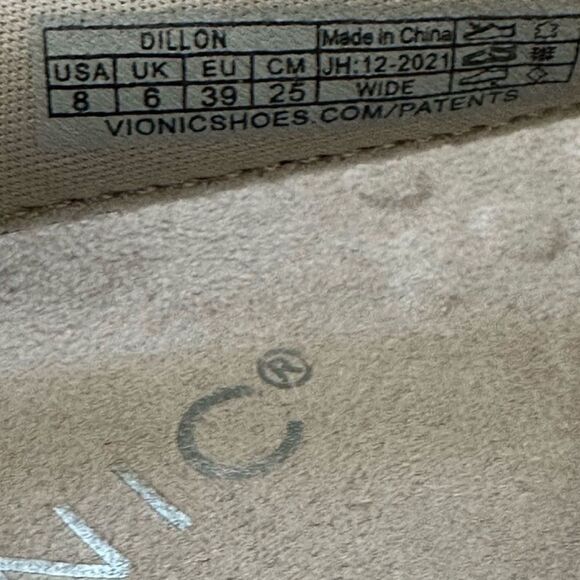 DILLON Made in China
USA UK EU CM JH:12-2021
8 6 39 25 WIDE
VIONICSHOES.COM/PATENTS
NIC®